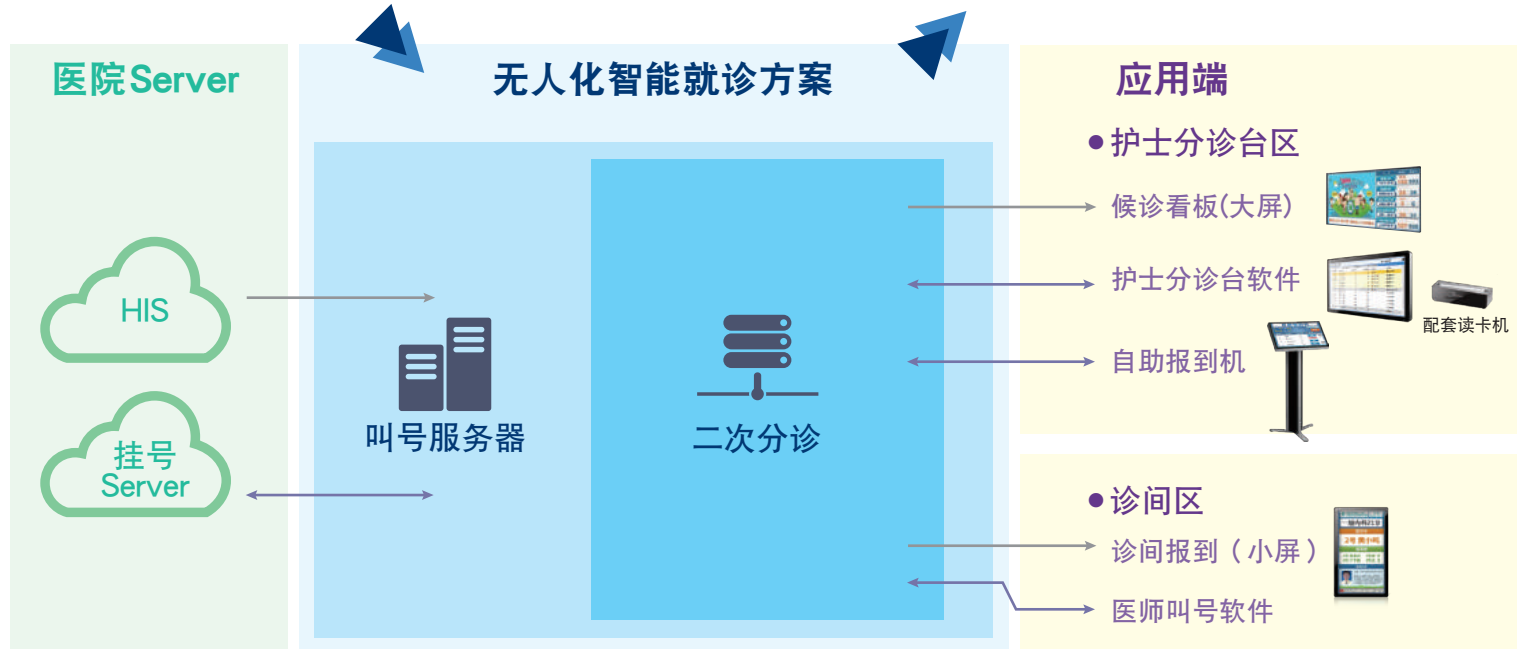 医院Server
HIS
挂号
Server
无人化智能就诊方案
叫号服务器
二次分诊
应用端
●护士分诊台区
候诊看板(大屏)
护士分诊台软件
配套读卡机
自助报到机
●诊间区
诊间报到（小屏）
医师叫号软件